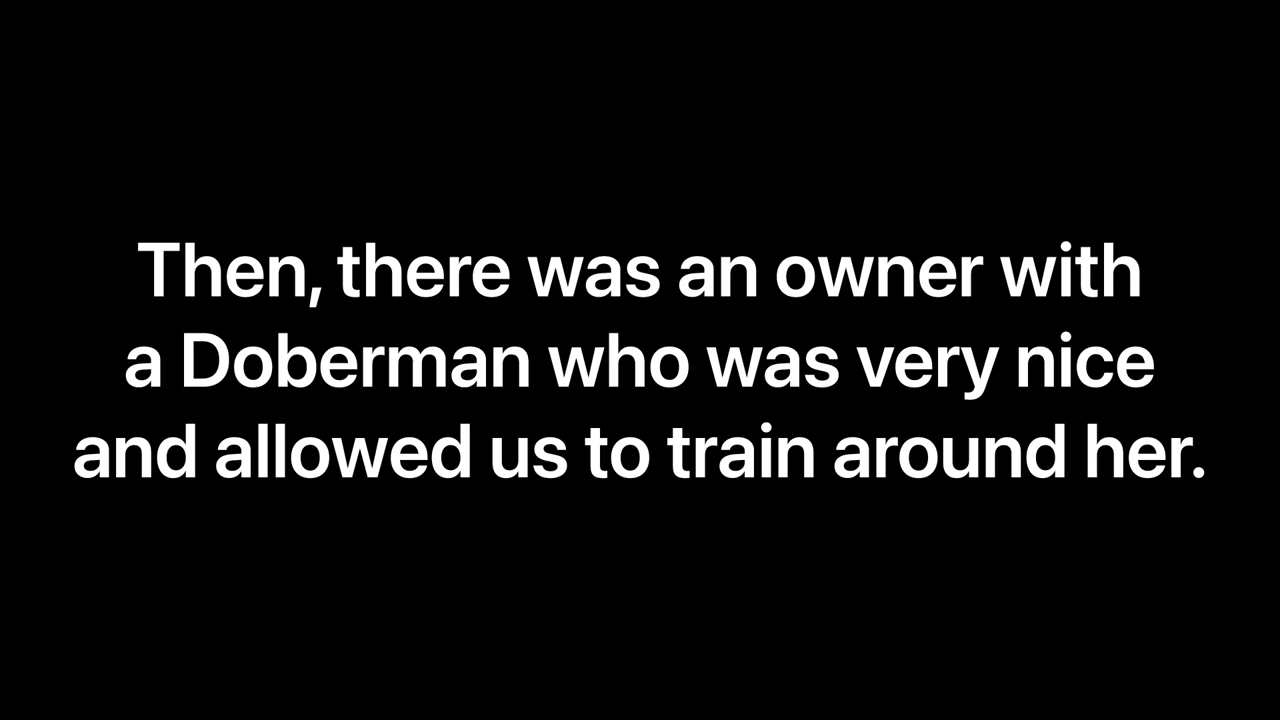 Then, there was an owner with
a Doberman who was very nice
and allowed us to train around her.